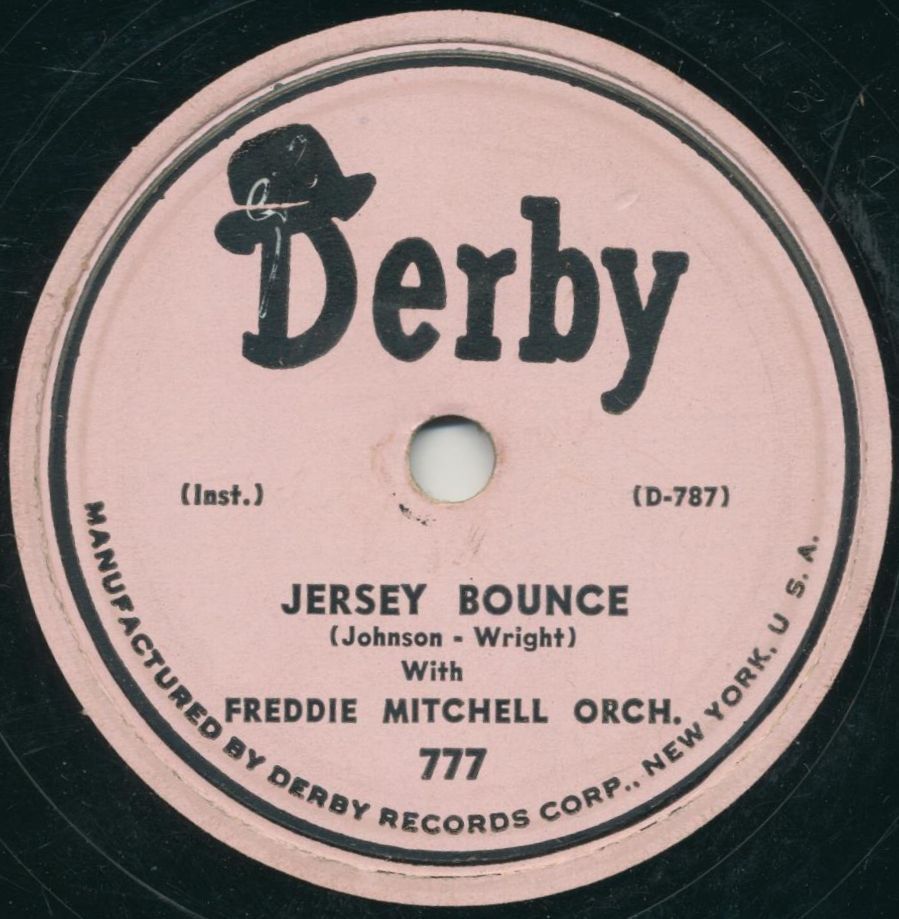 Derby
(Inst.) (D-787)
JERSEY BOUNCE
(Johnson - Wright)
With
FREDDIE MITCHELL ORCH.
777
MANUFACTURED BY DERBY RECORDS CORP., NEW YORK, U. S. A.